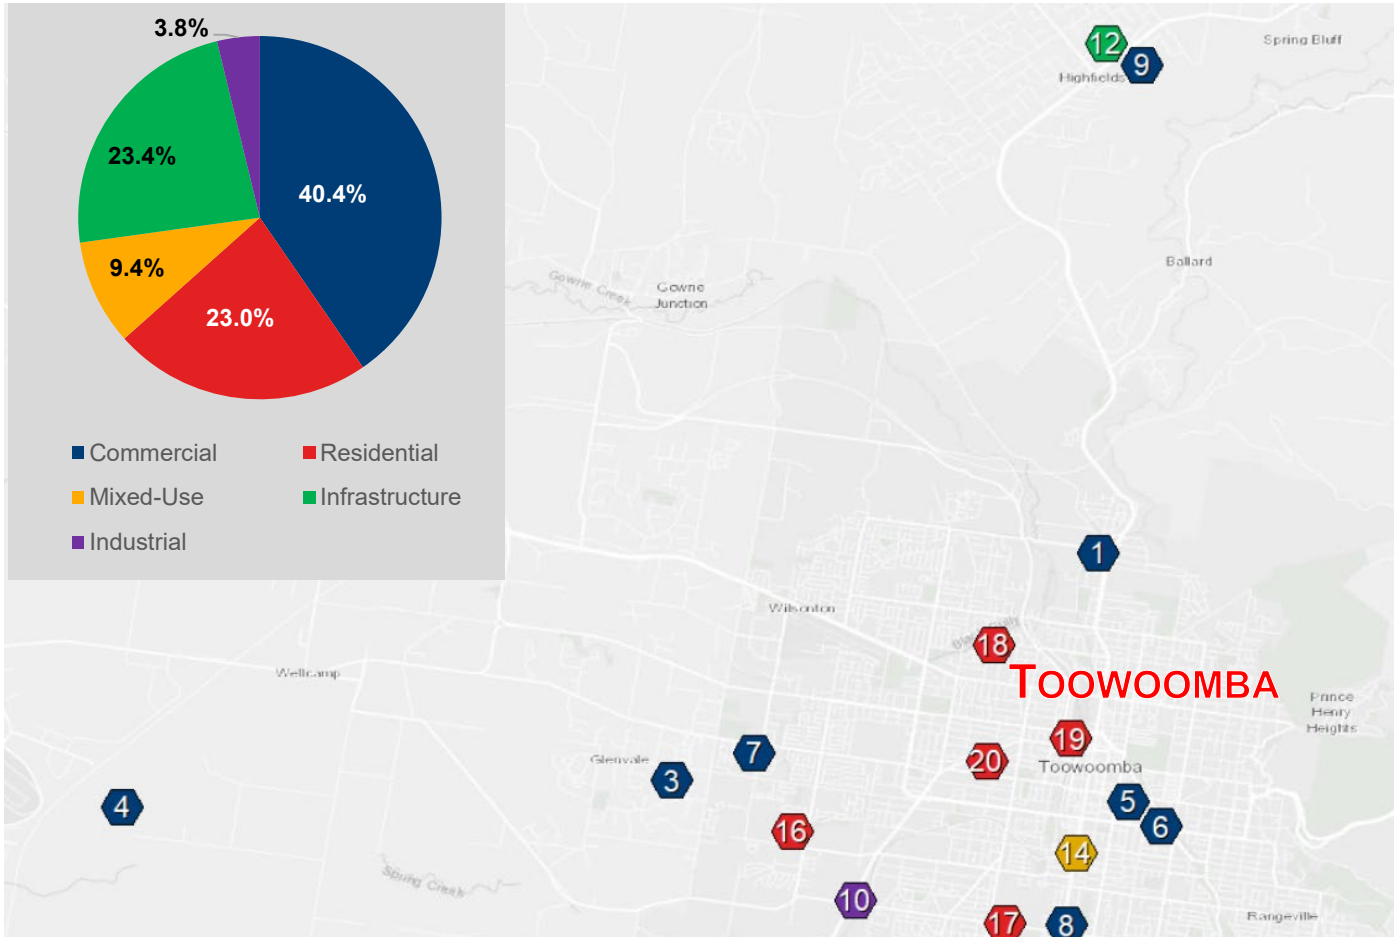 3.8%
40.4%
23.4%
9.4%
23.0%
Commercial
Residential
Mixed-Use
Infrastructure
Industrial
12
9
Spring Bluff
Highfields
Ballard
Gowrie Creek
Gowrie
Junction
1
Wilsonton
18
TOOWOOMBA
Wellcamp
Prince
Henry
Heights
19
7
Glenvale
20
Toowoomba
3
4
5
6
16
14
Spring Creek
10
17
8
Rangeville